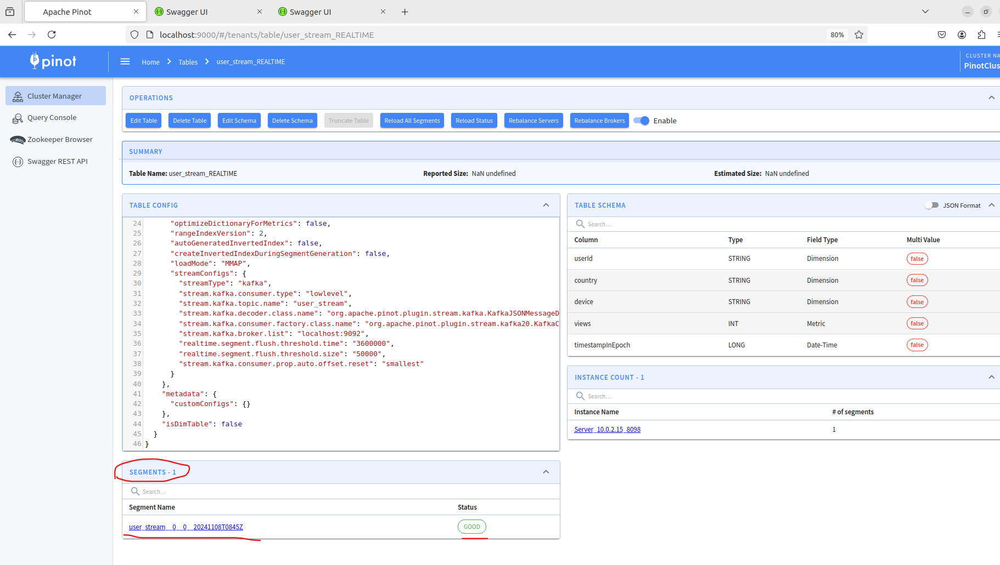 Apache Pinot
Swagger UI
Swagger UI
localhost:9000/#/tenants/table/user_stream_REALTIME
80%
pinot
Home
Tables
user_stream_REALTIME
CLUSTER NA
PinotClus
Cluster Manager
Query Console
Zookeeper Browser
Swagger REST API
OPERATIONS
Edit Table
Delete Table
Edit Schema
Delete Schema
Truncate Table
Reload All Segments
Reload Status
Rebalance Servers
Rebalance Brokers
Enable
SUMMARY
Table Name: user_stream_REALTIME
Reported Size: NaN undefined
Estimated Size: NaN undefined
TABLE CONFIG
24 "optimizeDictionaryForMetrics": false,
25 "rangeIndexVersion": 2,
26 "autoGeneratedInvertedIndex": false,
27 "createInvertedIndexDuringSegmentGeneration": false,
28 "loadMode": "MMAP",
29 "streamConfigs": {
30 "streamType": "kafka",
31 "stream.kafka.consumer.type": "lowlevel",
32 "stream.kafka.topic.name": "user_stream",
33 "stream.kafka.decoder.class.name": "org.apache.pinot.plugin.stream.kafka.KafkaJSONMessageD
34 "stream.kafka.consumer.factory.class.name": "org.apache.pinot.plugin.stream.kafka20.KafkaC
35 "stream.kafka.broker.list": "localhost:9092",
36 "realtime.segment.flush.threshold.time": "3600000",
37 "realtime.segment.flush.threshold.size": "50000",
38 "stream.kafka.consumer.prop.auto.offset.reset": "smallest"
39 }
40 },
41 "metadata": {
42 "customConfigs": {}
43 },
44 "isDimTable": false
45 }
46 }
TABLE SCHEMA
JSON Format
Search...
Column Type Field Type Multi Value
userId STRING Dimension false
country STRING Dimension false
device STRING Dimension false
views INT Metric false
timestampInEpoch LONG Date-Time false
INSTANCE COUNT - 1
Search...
Instance Name # of segments
Server_10.0.2.15_8098 1
SEGMENTS - 1
Search...
Segment Name Status
user_stream__0__0__20241108T0845Z GOOD